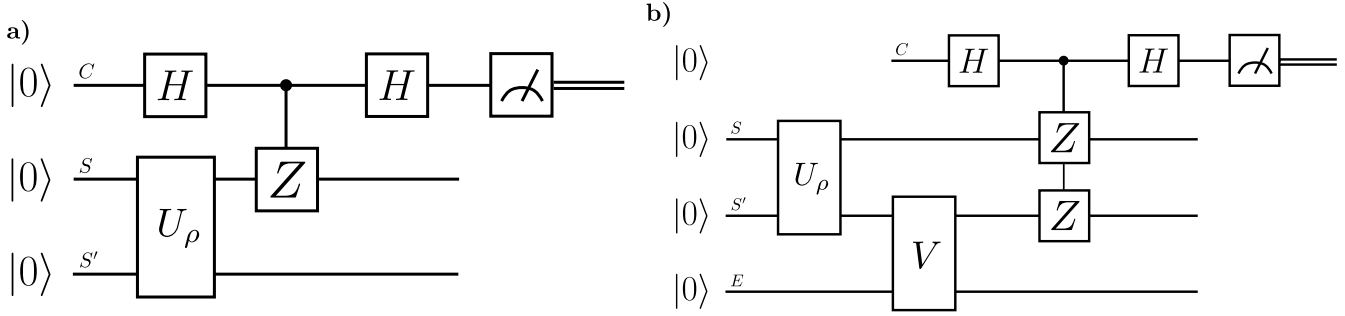 a)
|0⟩ C H H
|0⟩ S U_ρ Z
|0⟩ S′
b)
|0⟩ C H H
|0⟩ S U_ρ Z
|0⟩ S′ V Z
|0⟩ E